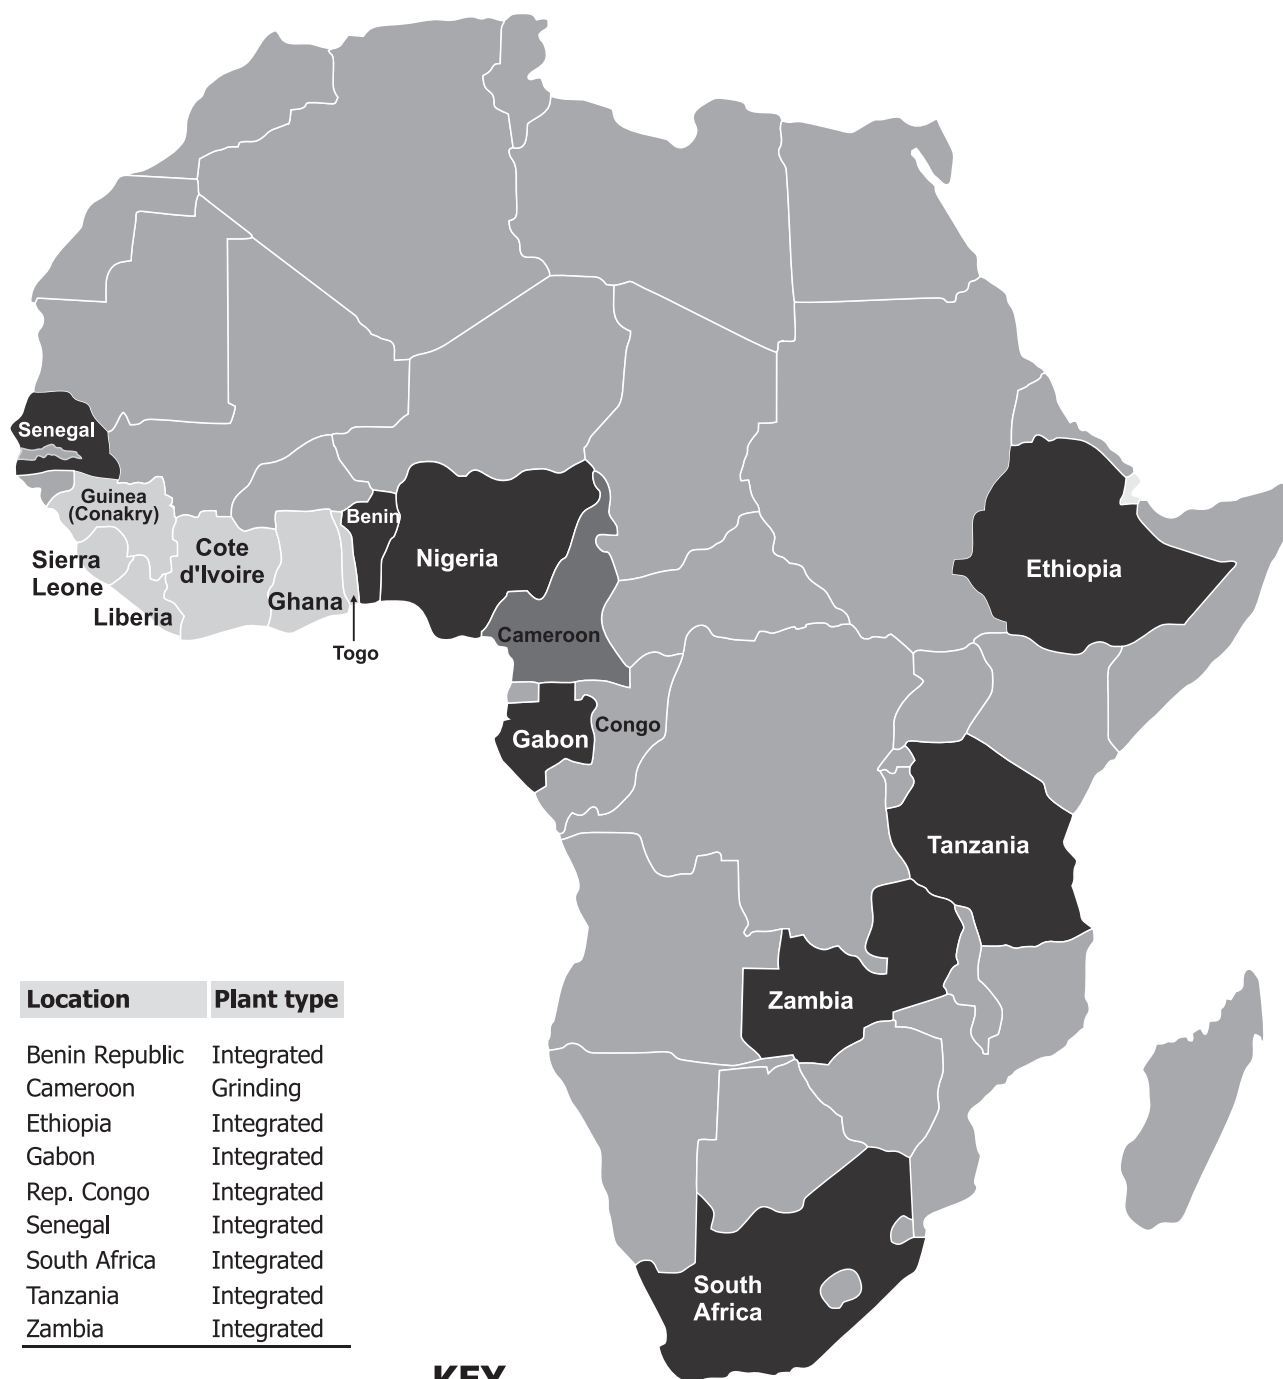 Senegal
Guinea
(Conakry)
Sierra
Leone
Liberia
Cote
d'Ivoire
Ghana
Togo
Benin
Nigeria
Cameroon
Gabon
Congo
Ethiopia
Tanzania
Zambia
South
Africa
Location Plant type
Benin Republic Integrated
Cameroon Grinding
Ethiopia Integrated
Gabon Integrated
Rep. Congo Integrated
Senegal Integrated
South Africa Integrated
Tanzania Integrated
Zambia Integrated
KEY